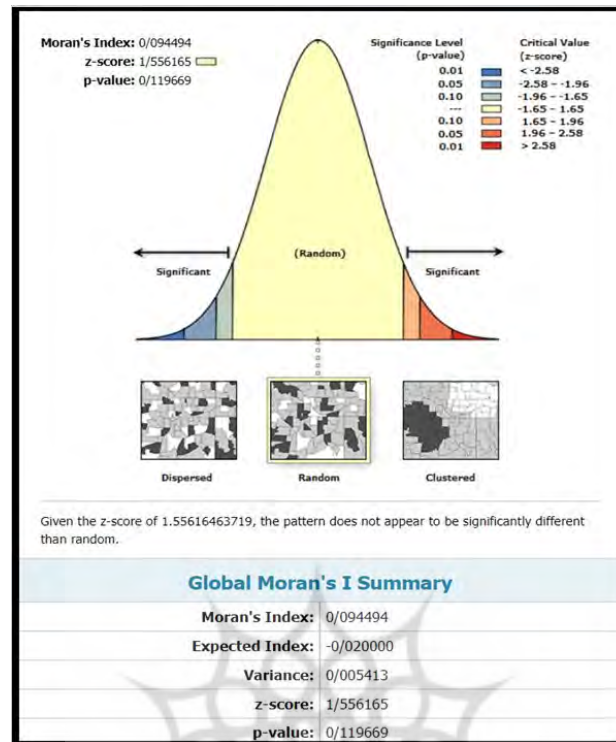 Moran's Index: 0/094494
z-score: 1/556165
p-value: 0/119669
Significance Level
(p-value)
Critical Value
(z-score)
0.01 < -2.58
0.05 -2.58 – -1.96
0.10 -1.96 – -1.65
--- -1.65 – 1.65
0.10 1.65 – 1.96
0.05 1.96 – 2.58
0.01 > 2.58
(Random)
Significant Significant
Dispersed Random Clustered
Given the z-score of 1.55616463719, the pattern does not appear to be significantly different
than random.
Global Moran's I Summary
Moran's Index: 0/094494
Expected Index: -0/020000
Variance: 0/005413
z-score: 1/556165
p-value: 0/119669